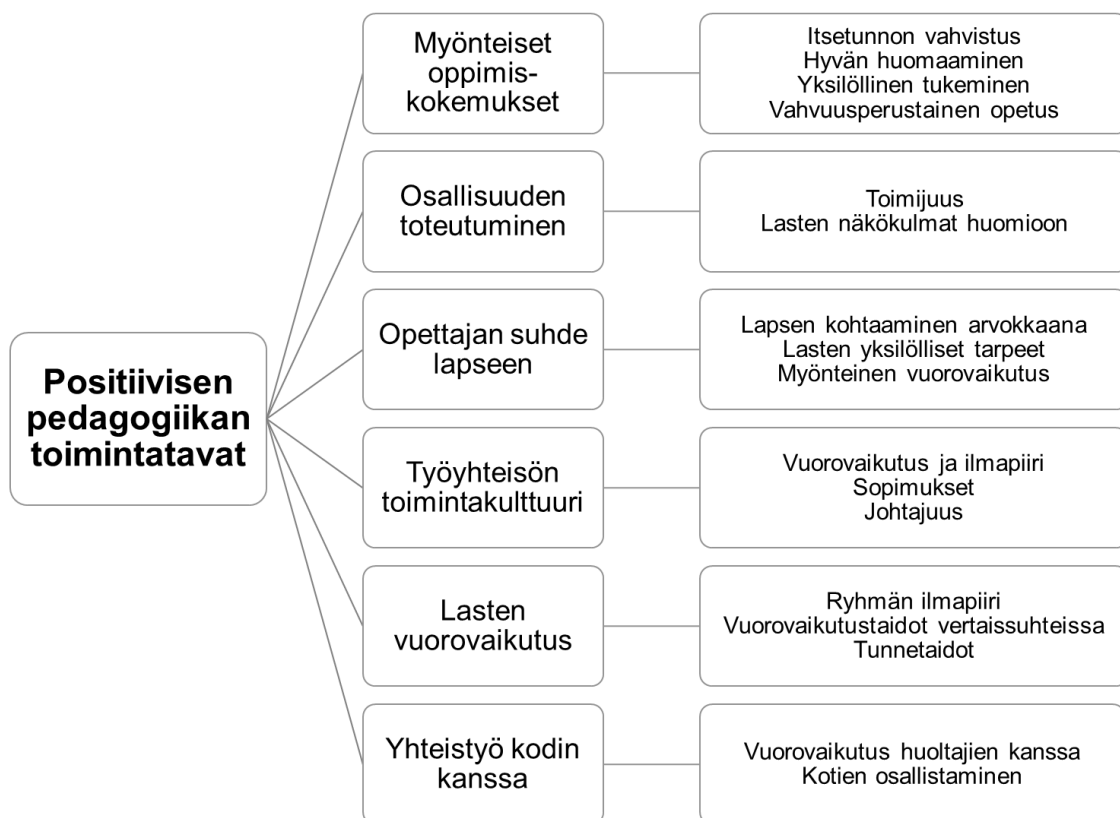 Positiivisen
pedagogiikan
toimintatavat
Myönteiset
oppimis-
kokemukset
Itsetunnon vahvistus
Hyvän huomaaminen
Yksilöllinen tukeminen
Vahvuusperustainen opetus
Osallisuuden
toteutuminen
Toimijuus
Lasten näkökulmat huomioon
Opettajan suhde
lapseen
Lapsen kohtaaminen arvokkaana
Lasten yksilölliset tarpeet
Myönteinen vuorovaikutus
Työyhteisön
toimintakulttuuri
Vuorovaikutus ja ilmapiiri
Sopimukset
Johtajuus
Lasten
vuorovaikutus
Ryhmän ilmapiiri
Vuorovaikutustaidot vertaissuhteissa
Tunnetaidot
Yhteistyö kodin
kanssa
Vuorovaikutus huoltajien kanssa
Kotien osallistaminen